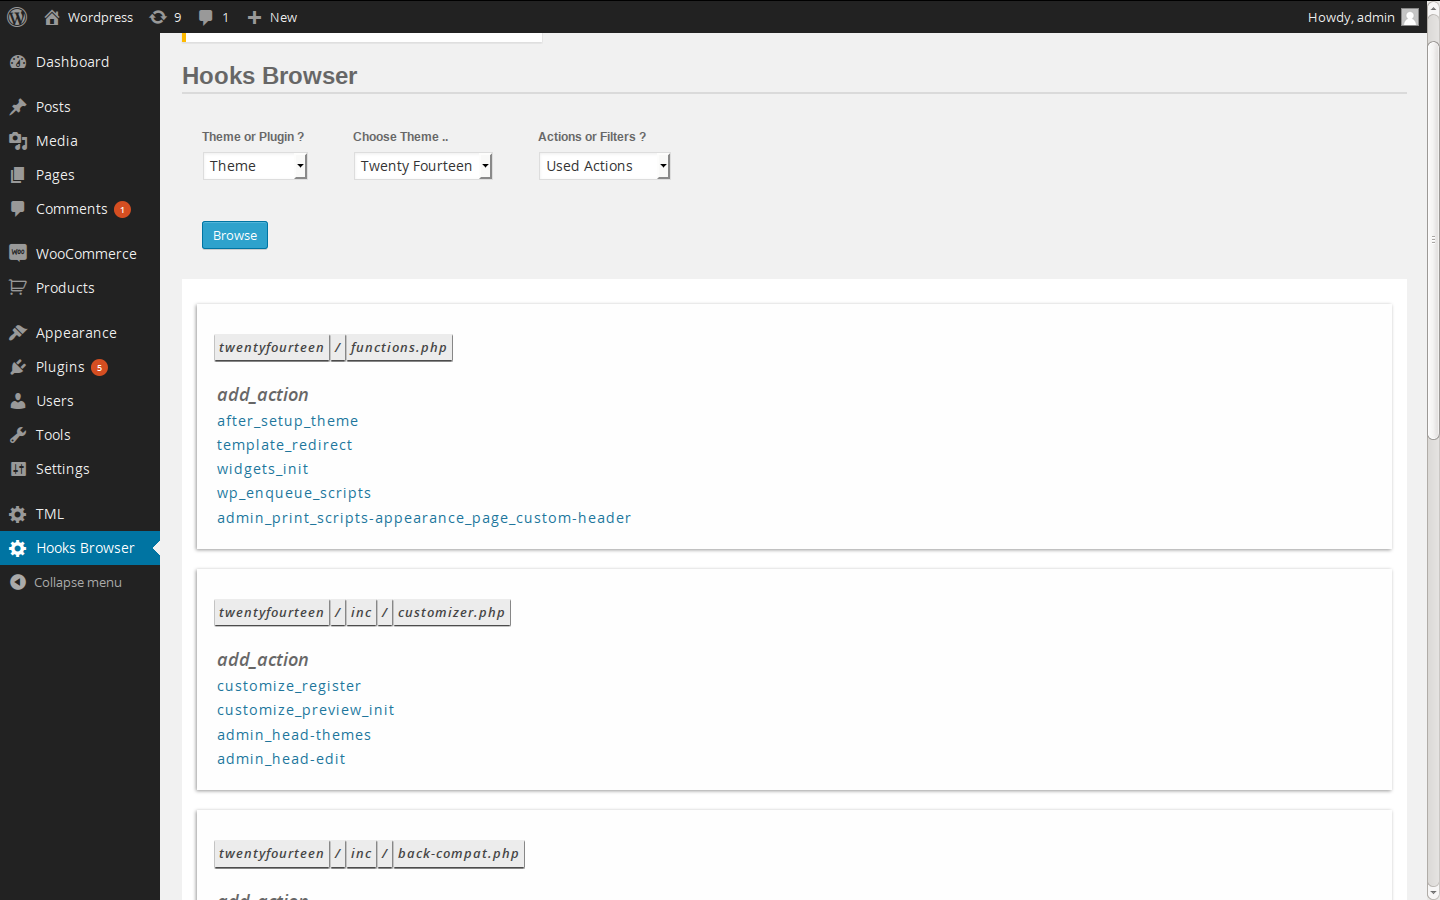 Wordpress 9 1 New Howdy, admin
Dashboard
Posts
Media
Pages
Comments 1
WooCommerce
Products
Appearance
Plugins 5
Users
Tools
Settings
TML
Hooks Browser
Collapse menu
Hooks Browser
Theme or Plugin ? Choose Theme .. Actions or Filters ?
Theme Twenty Fourteen Used Actions
Browse
twentyfourteen / functions.php
add_action
after_setup_theme
template_redirect
widgets_init
wp_enqueue_scripts
admin_print_scripts-appearance_page_custom-header
twentyfourteen / inc / customizer.php
add_action
customize_register
customize_preview_init
admin_head-themes
admin_head-edit
twentyfourteen / inc / back-compat.php
add_action